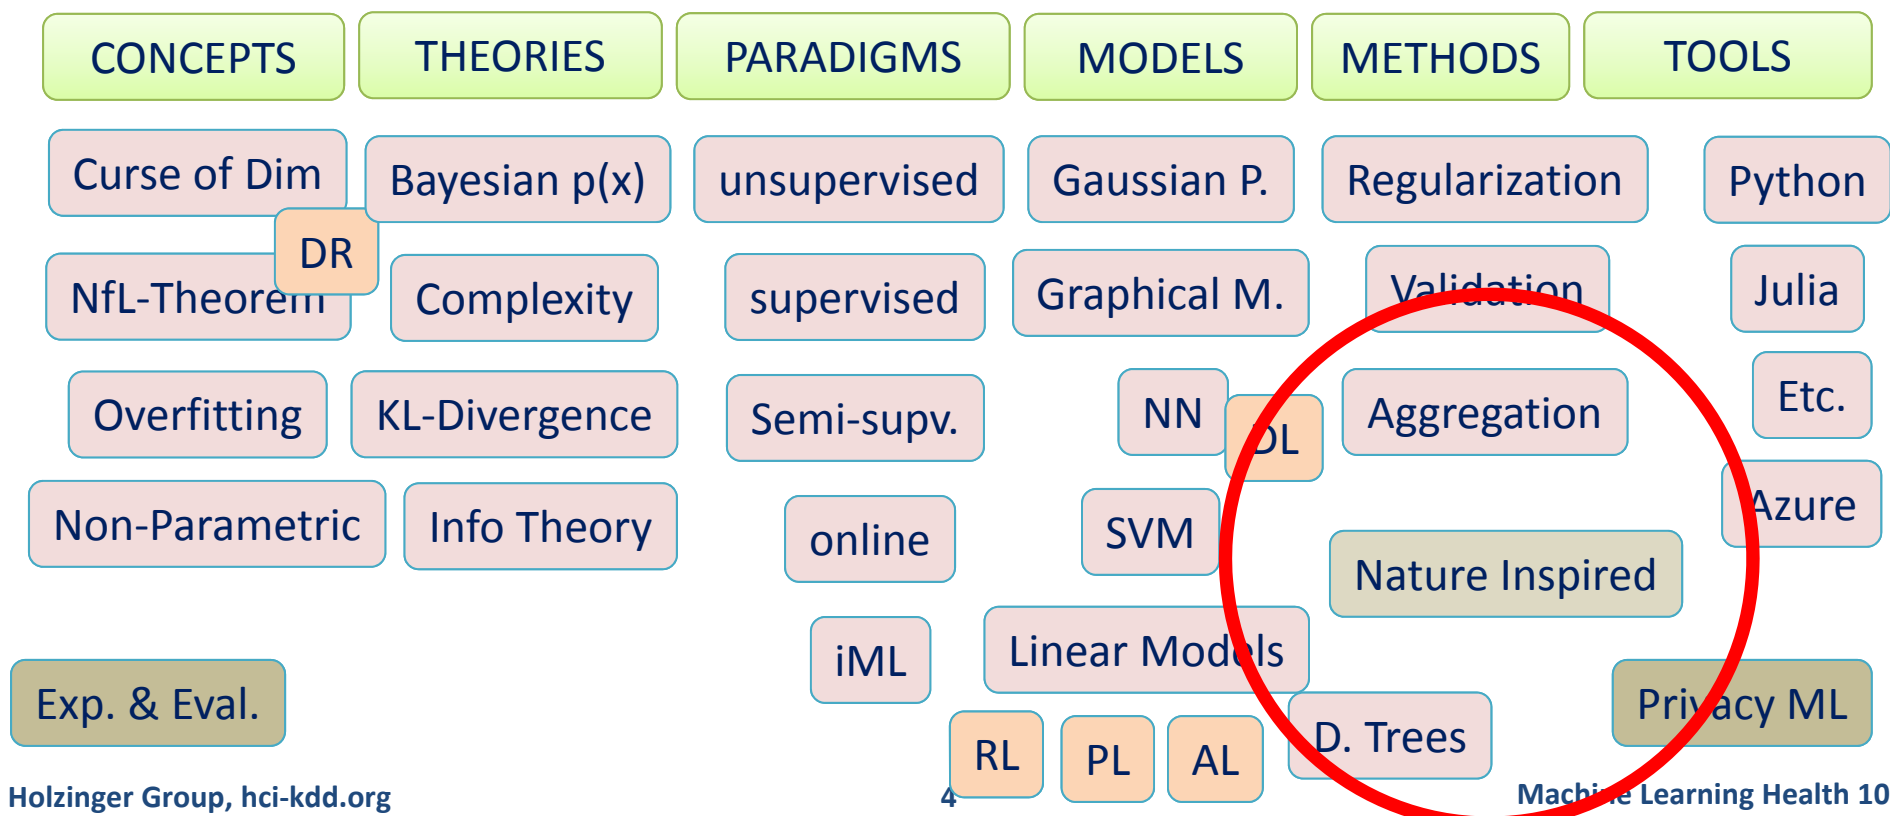 CONCEPTS
THEORIES
PARADIGMS
MODELS
METHODS
TOOLS
Curse of Dim
Bayesian p(x)
unsupervised
Gaussian P.
Regularization
Python
DR
NfL-Theorem
Complexity
supervised
Graphical M.
Validation
Julia
Overfitting
KL-Divergence
Semi-supv.
NN
DL
Aggregation
Etc.
Non-Parametric
Info Theory
online
SVM
Nature Inspired
Azure
iML
Linear Models
Exp. & Eval.
RL
PL
AL
D. Trees
Privacy ML
Holzinger Group, hci-kdd.org
4
Machine Learning Health 10